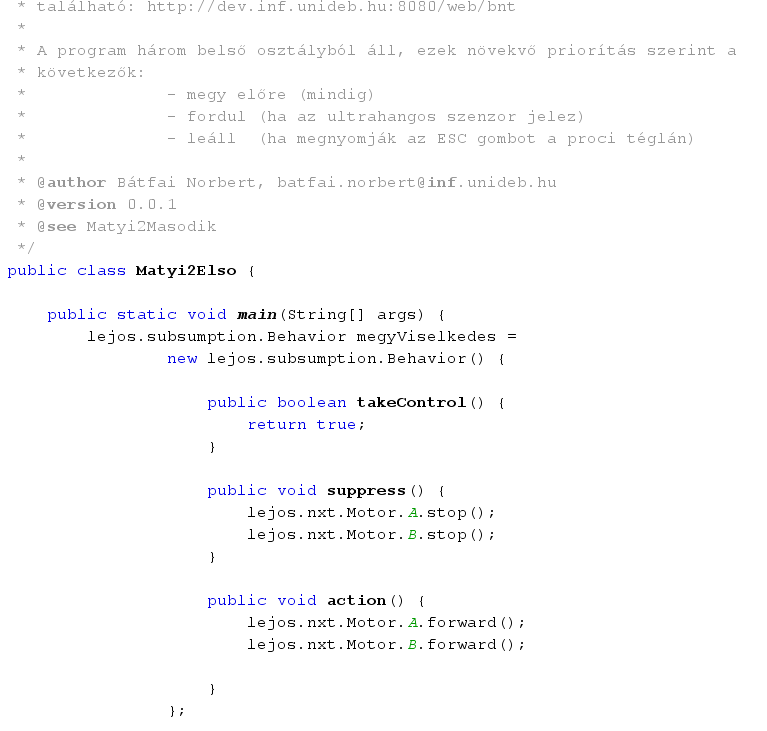 * található: http://dev.inf.unideb.hu:8080/web/bnt
 *
 * A program három belső osztályból áll, ezek növekvő priorítás szerint a
 * következők:
 *              - megy előre (mindig)
 *              - fordul (ha az ultrahangos szenzor jelez)
 *              - leáll  (ha megnyomják az ESC gombot a proci téglán)
 *
 * @author Bátfai Norbert, batfai.norbert@inf.unideb.hu
 * @version 0.0.1
 * @see Matyi2Masodik
 */
public class Matyi2Elso {

    public static void main(String[] args) {
        lejos.subsumption.Behavior megyViselkedes =
                new lejos.subsumption.Behavior() {

                    public boolean takeControl() {
                        return true;
                    }

                    public void suppress() {
                        lejos.nxt.Motor.A.stop();
                        lejos.nxt.Motor.B.stop();
                    }

                    public void action() {
                        lejos.nxt.Motor.A.forward();
                        lejos.nxt.Motor.B.forward();

                    }
                };